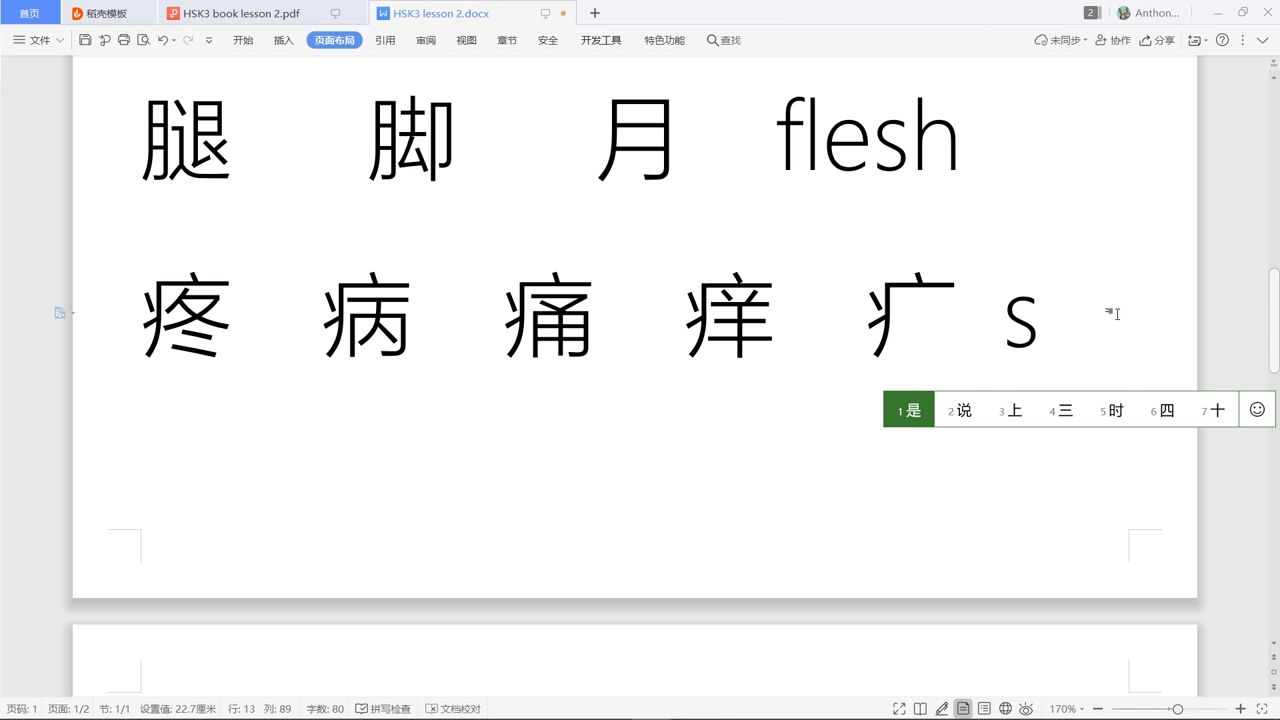 首页 稻壳模板 HSK3 book lesson 2.pdf HSK3 lesson 2.docx 2 Anthon...
文件 开始 插入 页面布局 引用 审阅 视图 章节 安全 开发工具 特色功能 查找 未同步 协作 分享
腿 脚 月 flesh
疼 病 痛 痒 疒 s
1 是 2 说 3 上 4 三 5 时 6 四 7 十
页码: 1 页面: 1/2 节: 1/1 设置值: 22.7厘米 行: 13 列: 89 字数: 80 拼写检查 文档校对 170%